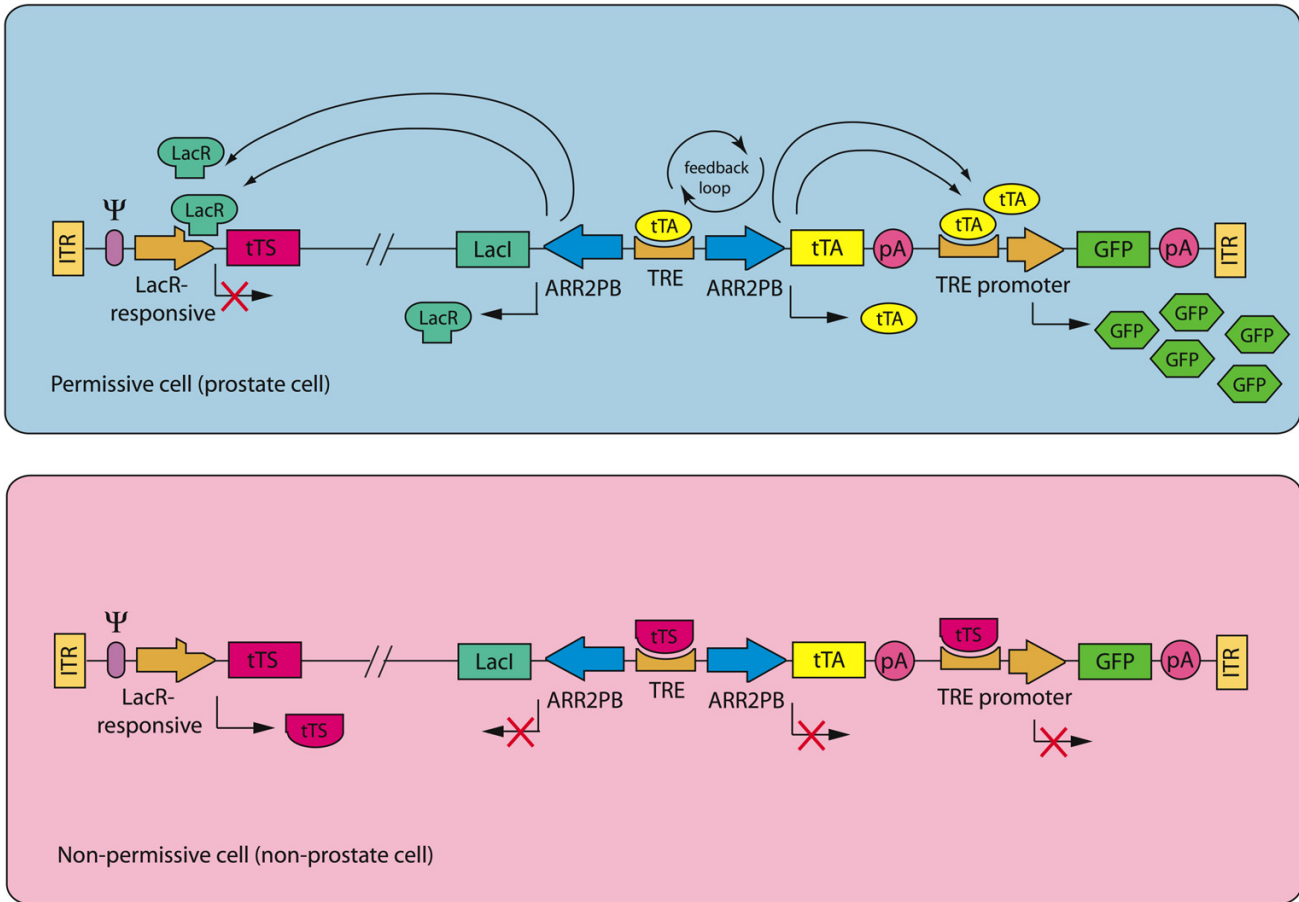 LacR
LacR
feedback
loop
tTA
tTA
tTA
ITR
Ψ
tTS
LacI
tTA
pA
GFP
pA
ITR
LacR-
responsive
ARR2PB
TRE
ARR2PB
TRE promoter
LacR
tTA
GFP
GFP
GFP
GFP
GFP
Permissive cell (prostate cell)
Ψ
tTS
tTS
ITR
tTS
LacI
tTA
pA
GFP
pA
ITR
LacR-
responsive
ARR2PB
TRE
ARR2PB
TRE promoter
tTS
Non-permissive cell (non-prostate cell)